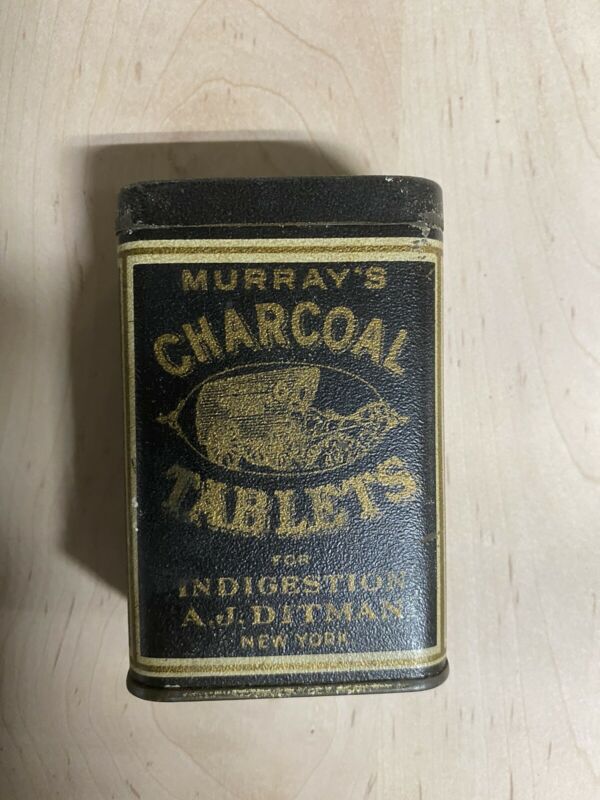 MURRAY'S
CHARCOAL
TABLETS
FOR
INDIGESTION
A.J. DITMAN
NEW YORK